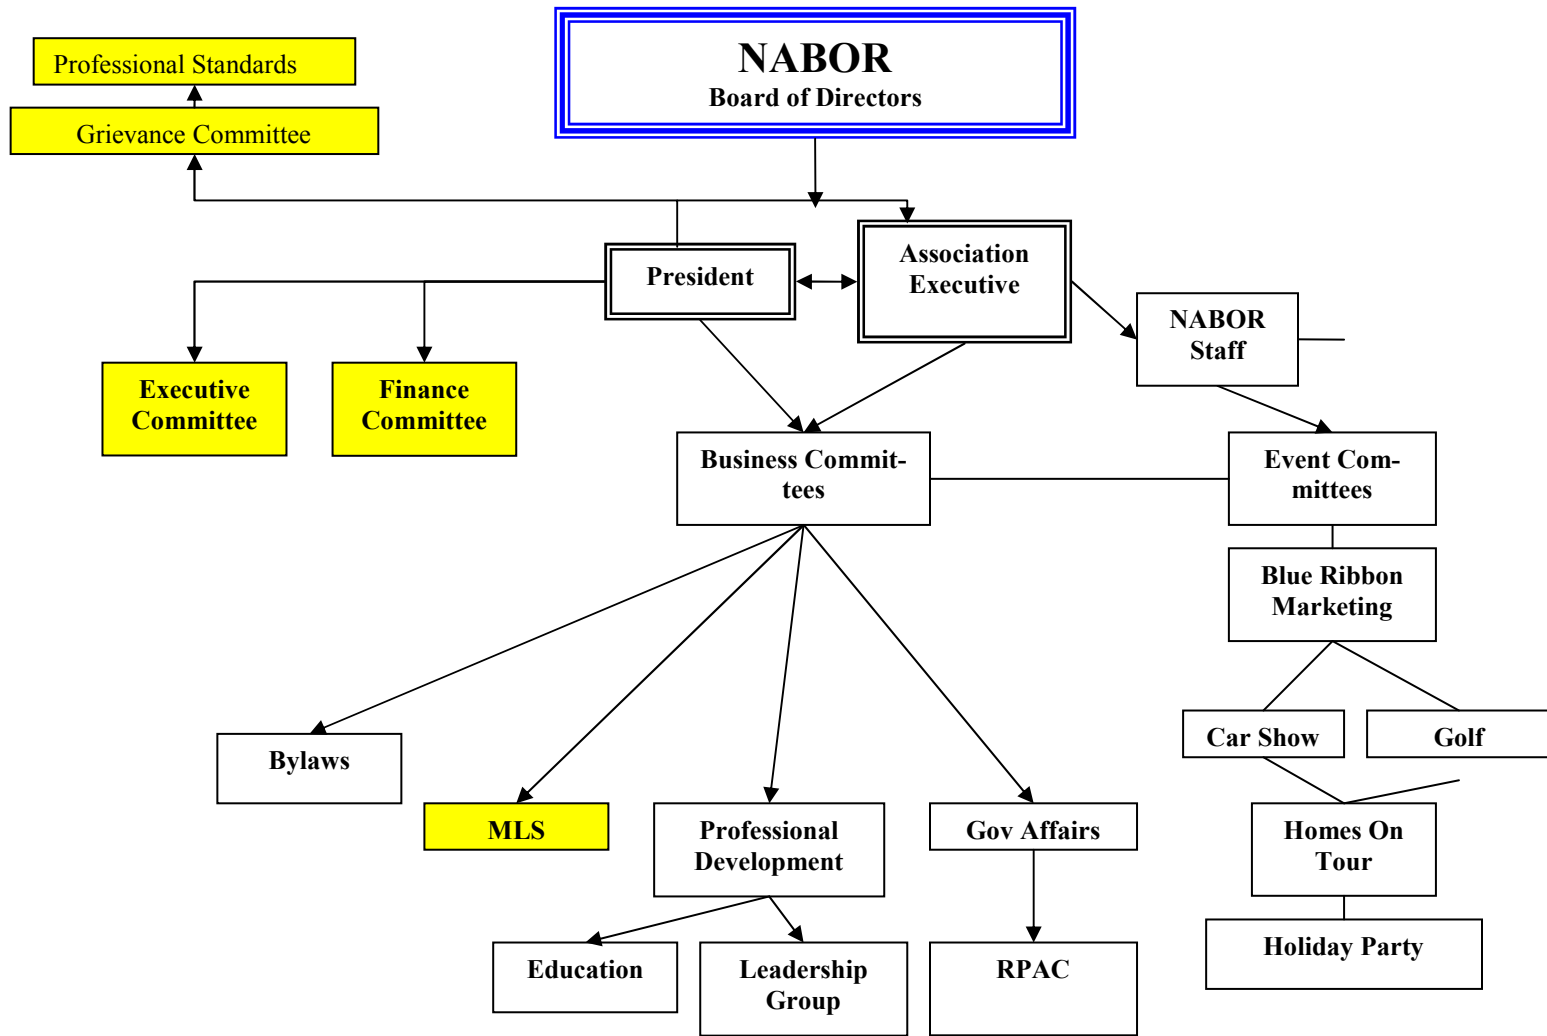 NABOR
Board of Directors
Professional Standards
Grievance Committee
President
Association
Executive
NABOR
Staff
Executive
Committee
Finance
Committee
Business Commit-
tees
Event Com-
mittees
Blue Ribbon
Marketing
Car Show
Golf
Bylaws
MLS
Professional
Development
Gov Affairs
Homes On
Tour
Education
Leadership
Group
RPAC
Holiday Party